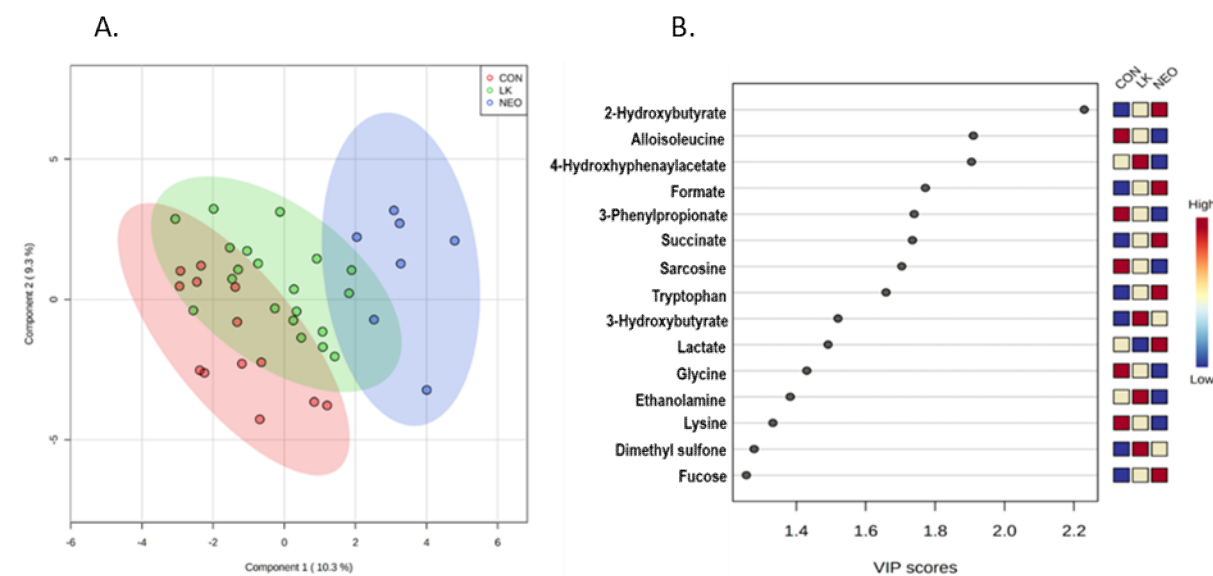 A.
B.
CON
LK
NEO
5
0
-5
-6
-4
-2
0
2
4
6
Component 2 ( 9.3 %)
Component 1 ( 10.3 %)
CON
LK
NEO
2-Hydroxybutyrate
Alloisoleucine
4-Hydroxhyphenaylacetate
Formate
3-Phenylpropionate
Succinate
Sarcosine
Tryptophan
3-Hydroxybutyrate
Lactate
Glycine
Ethanolamine
Lysine
Dimethyl sulfone
Fucose
1.4
1.6
1.8
2.0
2.2
VIP scores
High
Low